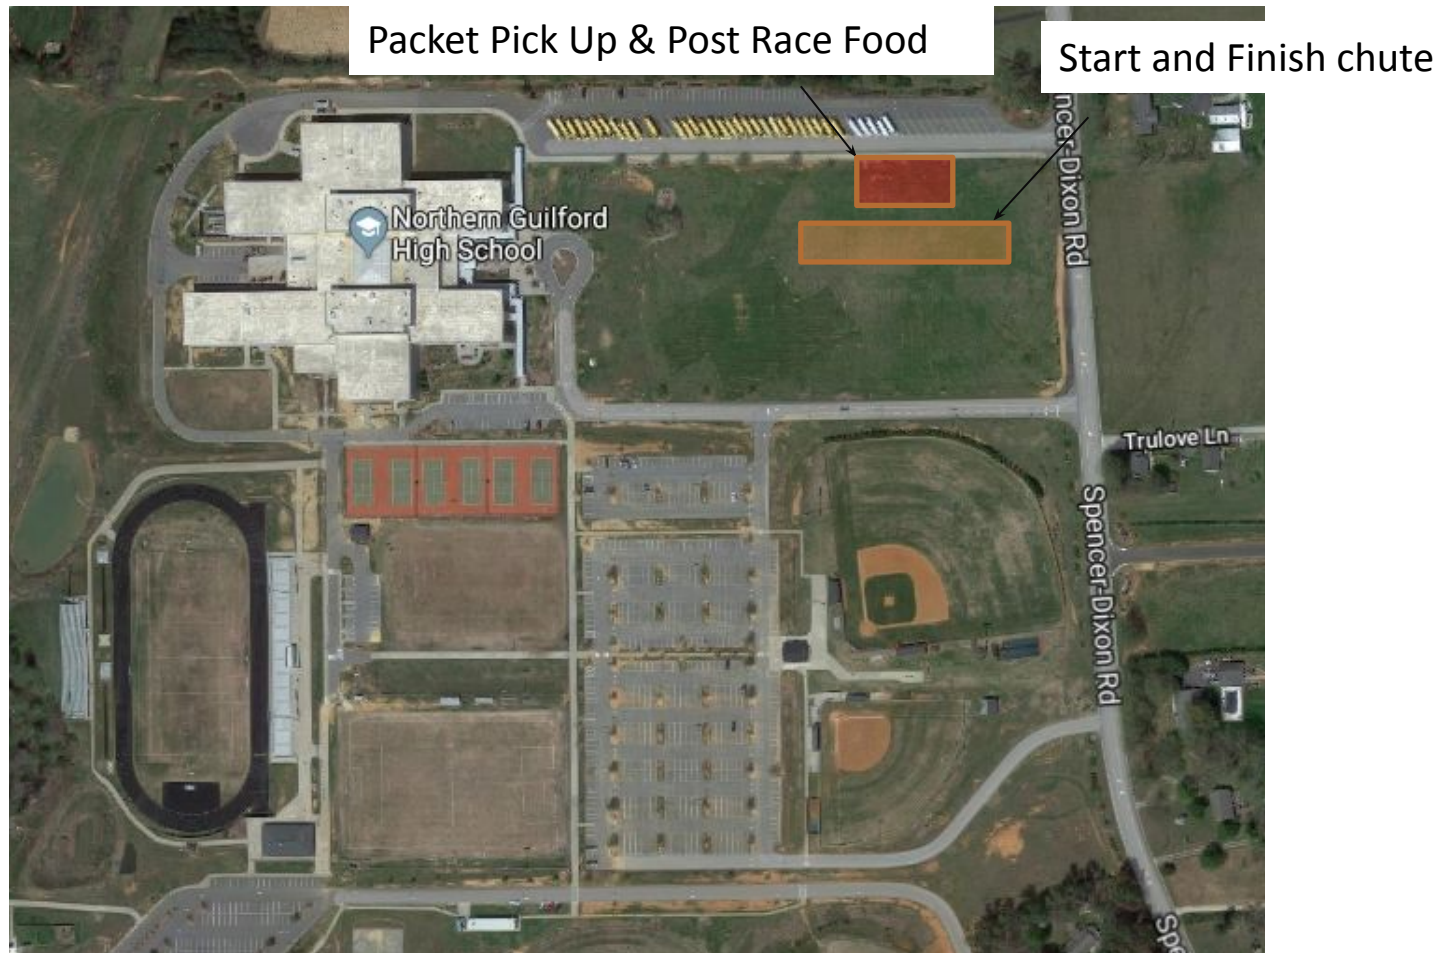 Packet Pick Up & Post Race Food
Start and Finish chute
ncer-Dixon Rd
Northern Guilford
High School
Trulove Ln
Spencer-Dixon Rd
Spe